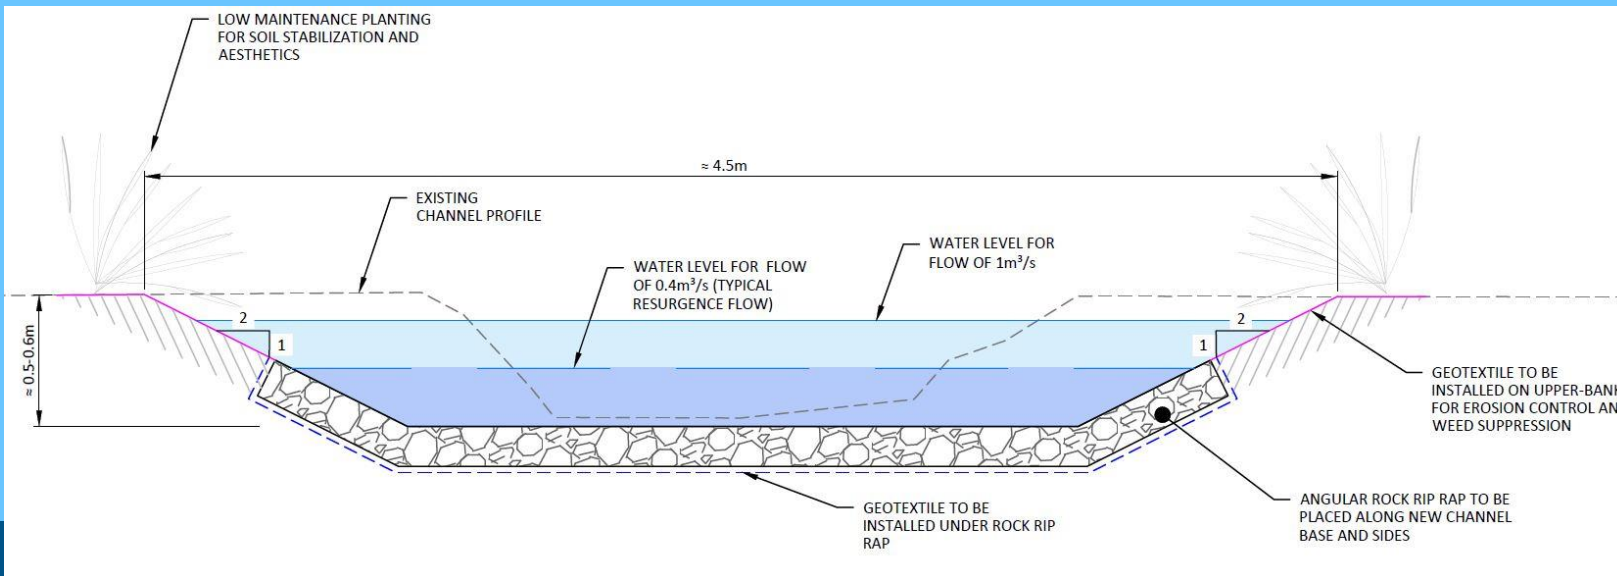 LOW MAINTENANCE PLANTING
FOR SOIL STABILIZATION AND
AESTHETICS
≈ 4.5m
EXISTING
CHANNEL PROFILE
WATER LEVEL FOR
FLOW OF 1m³/s
WATER LEVEL FOR FLOW
OF 0.4m³/s (TYPICAL
RESURGENCE FLOW)
2
1
2
1
≈ 0.5-0.6m
GEOTEXTILE TO BE
INSTALLED ON UPPER-BANK
FOR EROSION CONTROL AN
WEED SUPPRESSION
GEOTEXTILE TO BE
INSTALLED UNDER ROCK RIP
RAP
ANGULAR ROCK RIP RAP TO BE
PLACED ALONG NEW CHANNEL
BASE AND SIDES